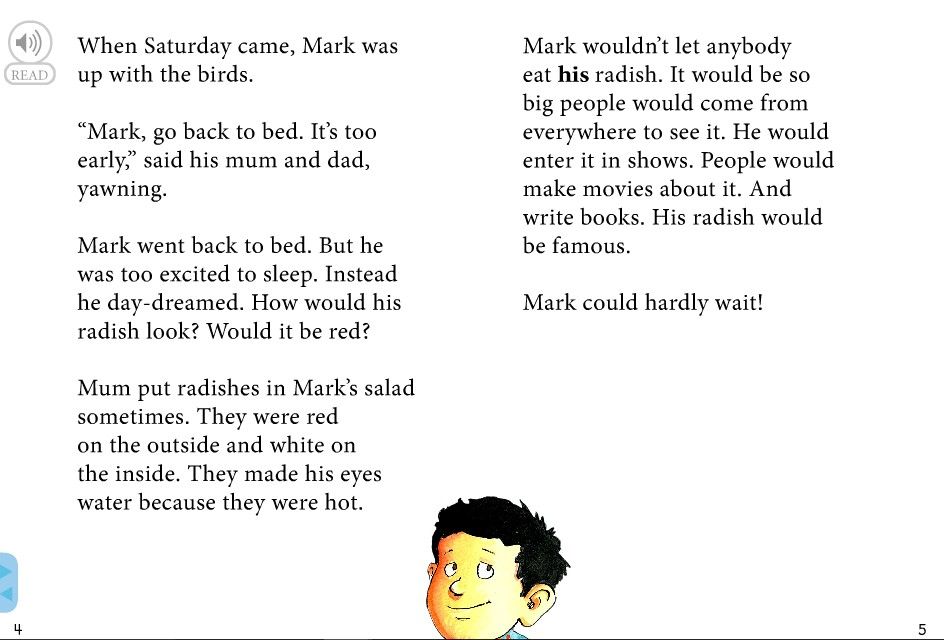 READ
When Saturday came, Mark was
up with the birds.
“Mark, go back to bed. It’s too
early,” said his mum and dad,
yawning.
Mark went back to bed. But he
was too excited to sleep. Instead
he day-dreamed. How would his
radish look? Would it be red?
Mum put radishes in Mark’s salad
sometimes. They were red
on the outside and white on
the inside. They made his eyes
water because they were hot.
4
Mark wouldn’t let anybody
eat his radish. It would be so
big people would come from
everywhere to see it. He would
enter it in shows. People would
make movies about it. And
write books. His radish would
be famous.
Mark could hardly wait!
5